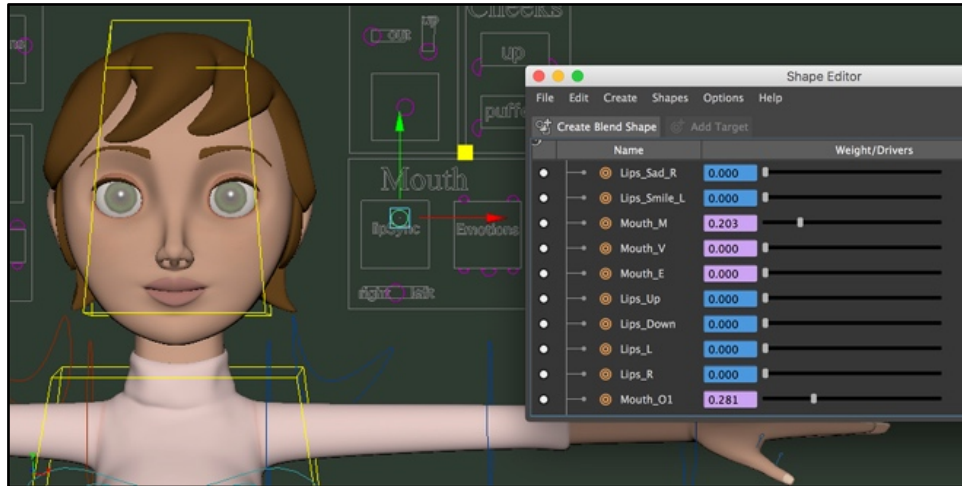 Cheeks
out
up
up
puffe
Mouth
lipSync
Emotions
right left
Shape Editor
File Edit Create Shapes Options Help
Create Blend Shape Add Target
Name Weight/Drivers
Lips_Sad_R 0.000
Lips_Smile_L 0.000
Mouth_M 0.203
Mouth_V 0.000
Mouth_E 0.000
Lips_Up 0.000
Lips_Down 0.000
Lips_L 0.000
Lips_R 0.000
Mouth_O1 0.281